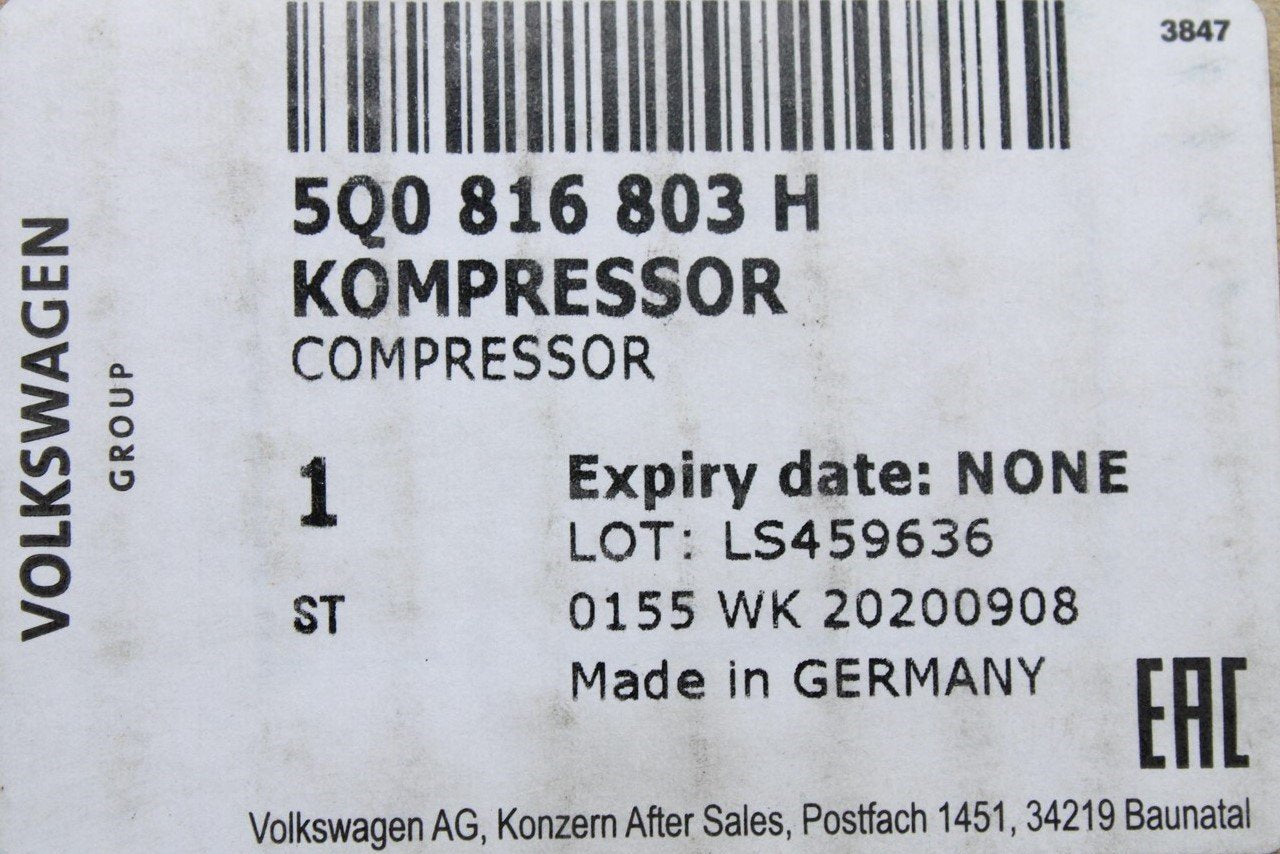 3847
5Q0 816 803 H
KOMPRESSOR
COMPRESSOR
VOLKSWAGEN
GROUP
1
Expiry date: NONE
LOT: LS459636
ST
0155 WK 20200908
Made in GERMANY
EAC
Volkswagen AG, Konzern After Sales, Postfach 1451, 34219 Baunatal